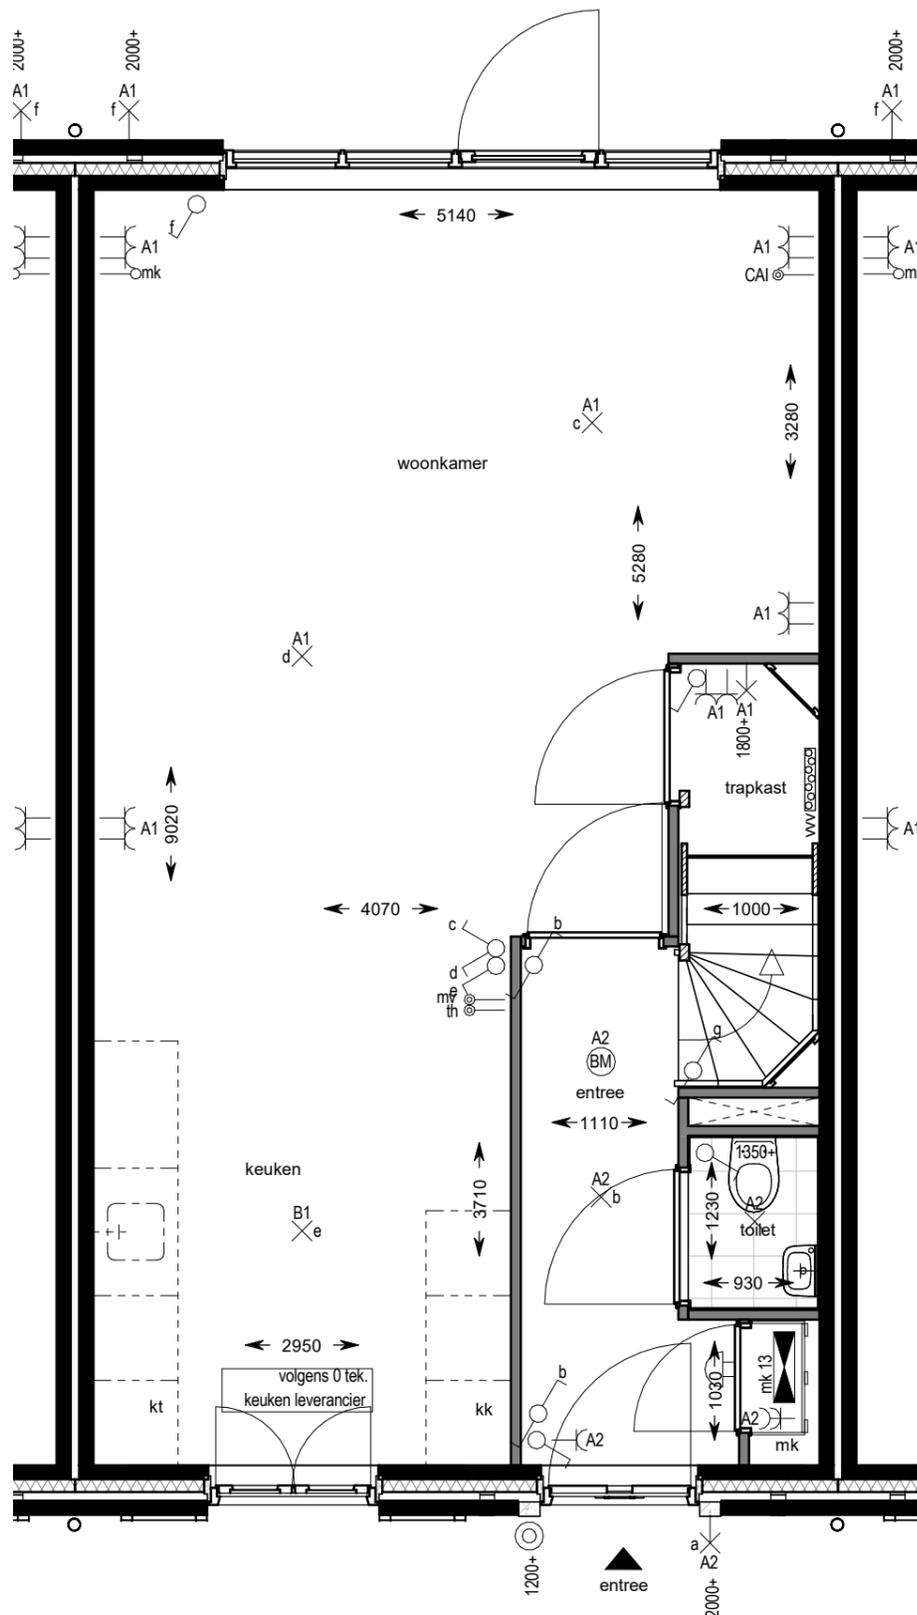 2000+
2000+
2000+
A1
A1
A1
f
f
f
5140
f
A1
A1
A1
mk
CAI
A1
c
3280
woonkamer
5280
A1
A1
d
A1
A1
1800+
trapkast
9020
A1
A1
vv
4070
1000
c
b
d
e
mv
th
g
A2
BM
entree
1110
1350+
keuken
3710
A2
b
1230
A2
toilet
B1
e
930
2950
volgens 0 tek.
keuken leverancier
b
1030
mk 13
kt
kk
A2
A2
mk
a
A2
1200+
entree
2000+